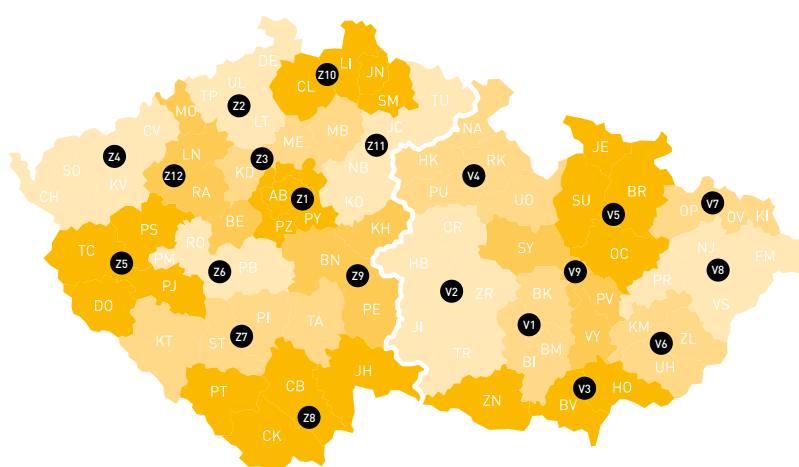 DE
LI
UL
Z10
JN
TP
CL
TU
MO
Z2
SM
CV
LT
MB
JC
NA
Z4
LN
Z3
ME
Z11
JE
SO
Z12
KD
NB
HK
RK
V4
KV
RA
AB
Z1
KO
PU
UO
SU
BR
CH
BE
PZ
PY
KH
CR
V5
OP
V7
OV
KI
PS
RO
SY
OC
NJ
FM
TC
Z5
PM
Z6
PB
BN
Z9
HB
V9
V8
PJ
V2
ZR
BK
PV
PR
DO
PE
VS
KT
ST
PI
Z7
TA
JI
V1
KM
V6
ZL
BM
VY
TR
BI
UH
PT
CB
JH
V3
HO
ZN
BV
Z8
CK